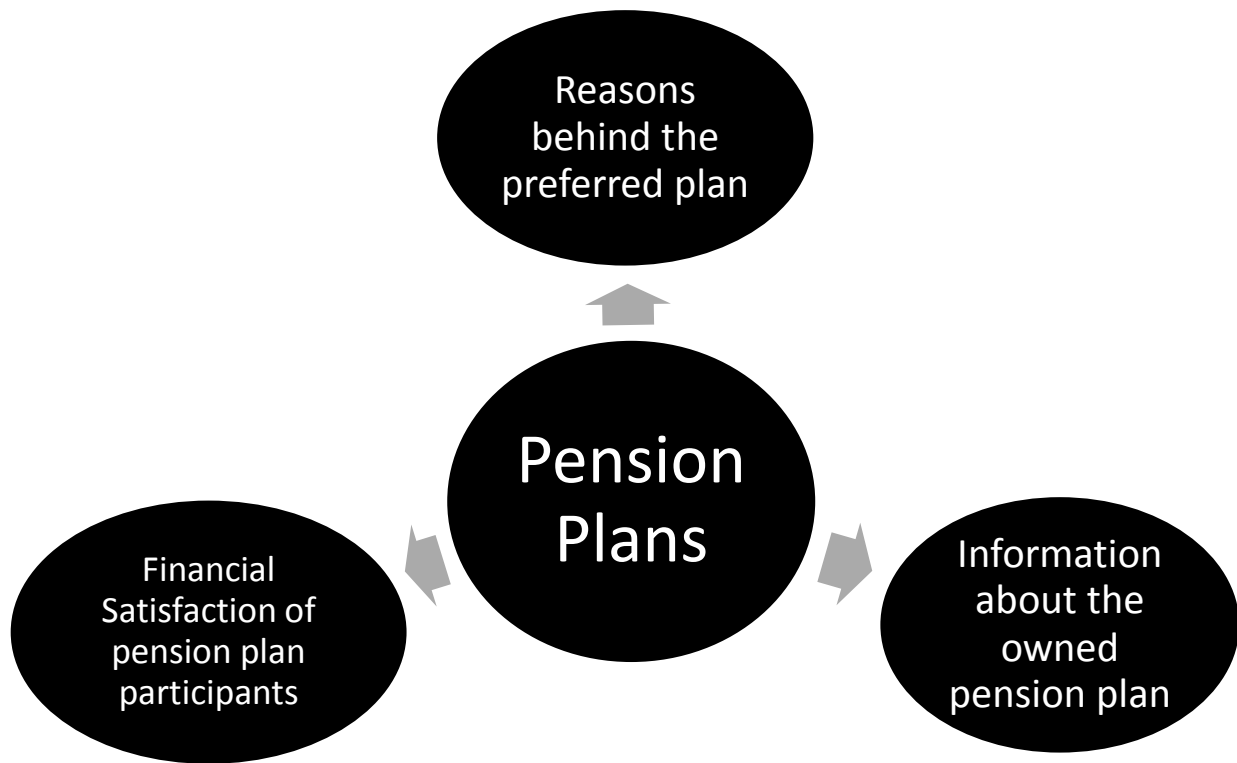 Reasons
behind the
preferred plan
Pension
Plans
Financial
Satisfaction of
pension plan
participants
Information
about the
owned
pension plan